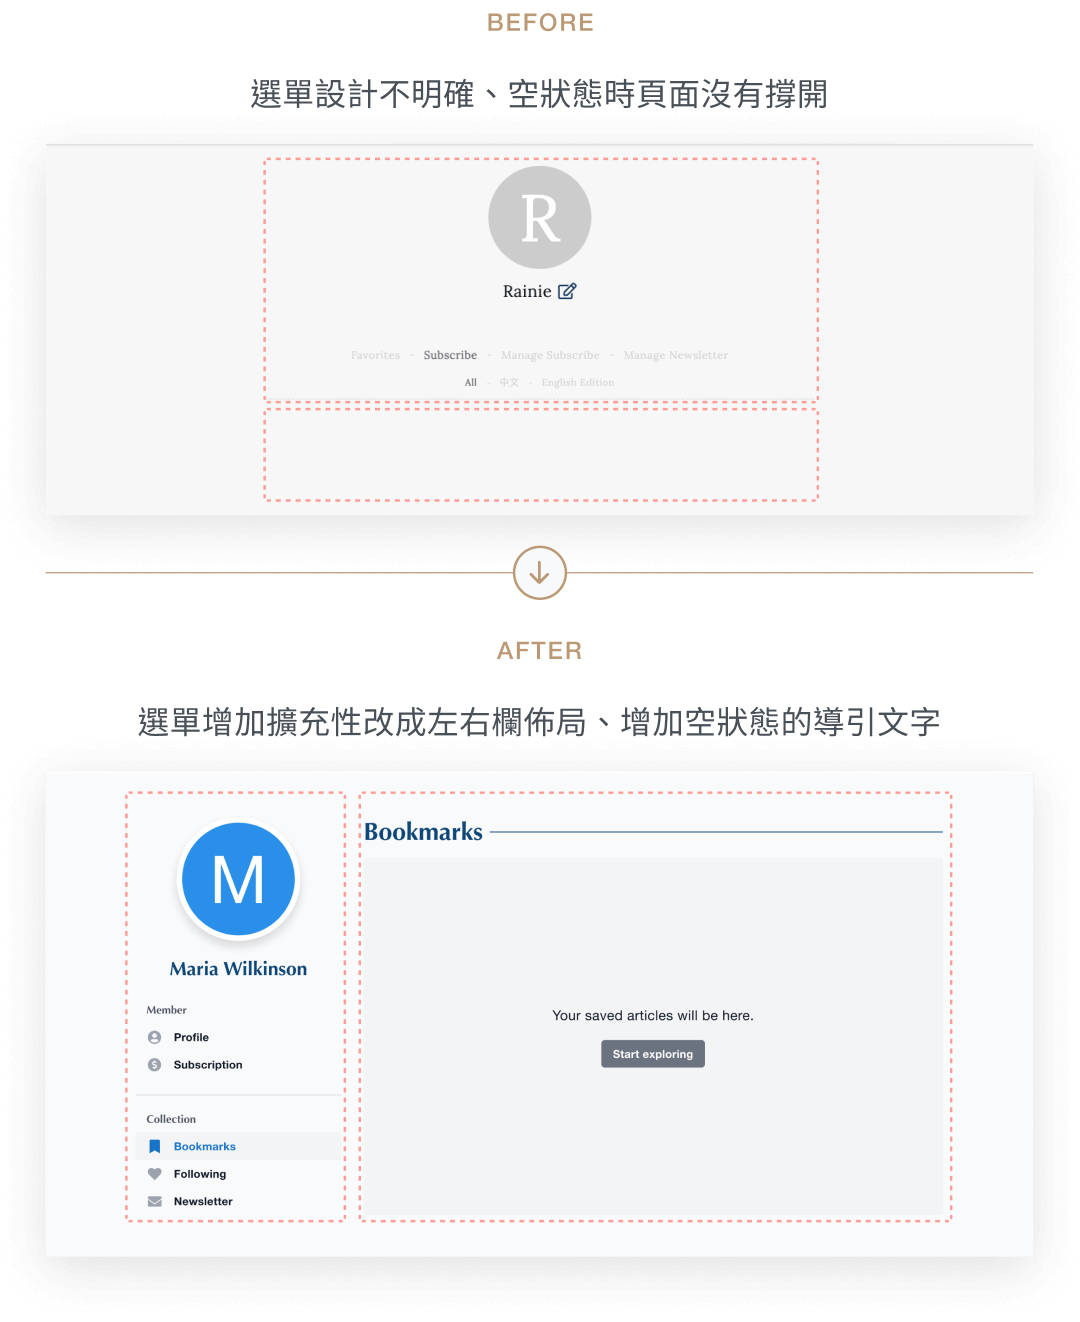 BEFORE
選單設計不明確、空狀態時頁面沒有撐開
R
Rainie
Favorites - Subscribe - Manage Subscribe - Manage Newsletter
All - 中文 - English Edition
AFTER
選單增加擴充性改成左右欄佈局、增加空狀態的導引文字
M
Maria Wilkinson
Member
Profile
Subscription
Collection
Bookmarks
Following
Newsletter
Bookmarks
Your saved articles will be here.
Start exploring